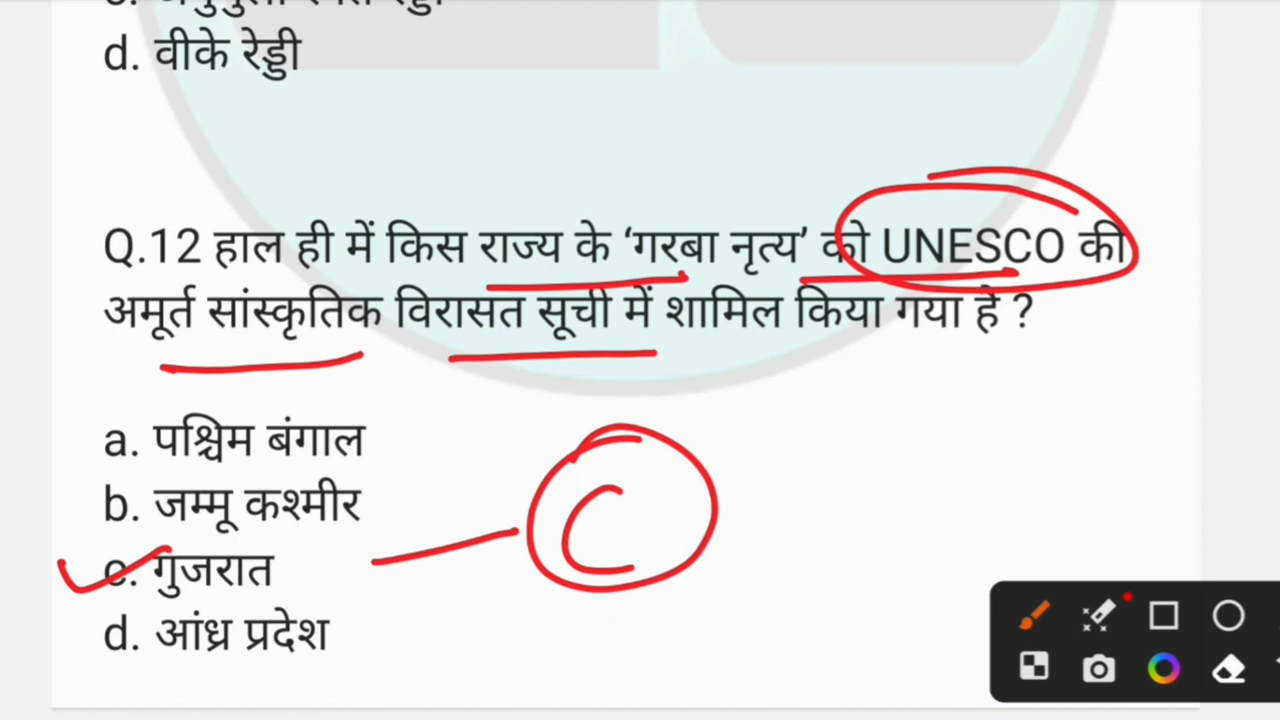 d. वीके रेड्डी
Q.12 हाल ही में किस राज्य के ‘गरबा नृत्य’ को UNESCO की
अमूर्त सांस्कृतिक विरासत सूची में शामिल किया गया है ?
a. पश्चिम बंगाल
b. जम्मू कश्मीर
c. गुजरात
C
d. आंध्र प्रदेश